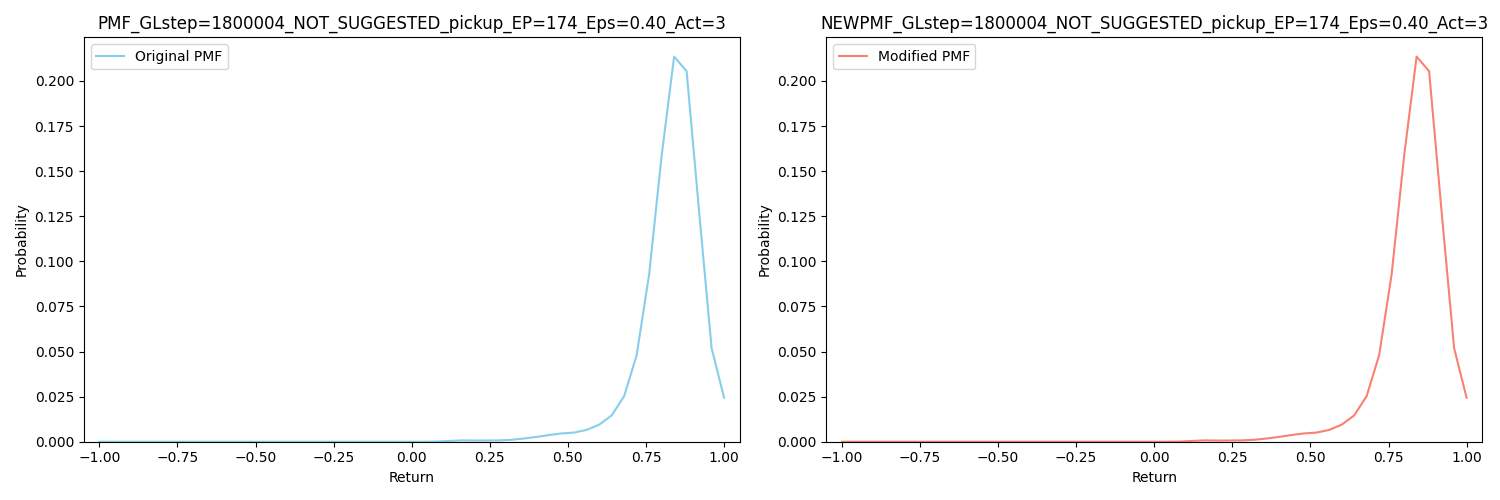 PMF_GLstep=1800004_NOT_SUGGESTED_pickup_EP=174_Eps=0.40_Act=3
Original PMF
Probability
0.200
0.175
0.150
0.125
0.100
0.075
0.050
0.025
0.000
−1.00 −0.75 −0.50 −0.25 0.00 0.25 0.50 0.75 1.00
Return
NEWPMF_GLstep=1800004_NOT_SUGGESTED_pickup_EP=174_Eps=0.40_Act=3
Modified PMF
Probability
0.200
0.175
0.150
0.125
0.100
0.075
0.050
0.025
0.000
−1.00 −0.75 −0.50 −0.25 0.00 0.25 0.50 0.75 1.00
Return